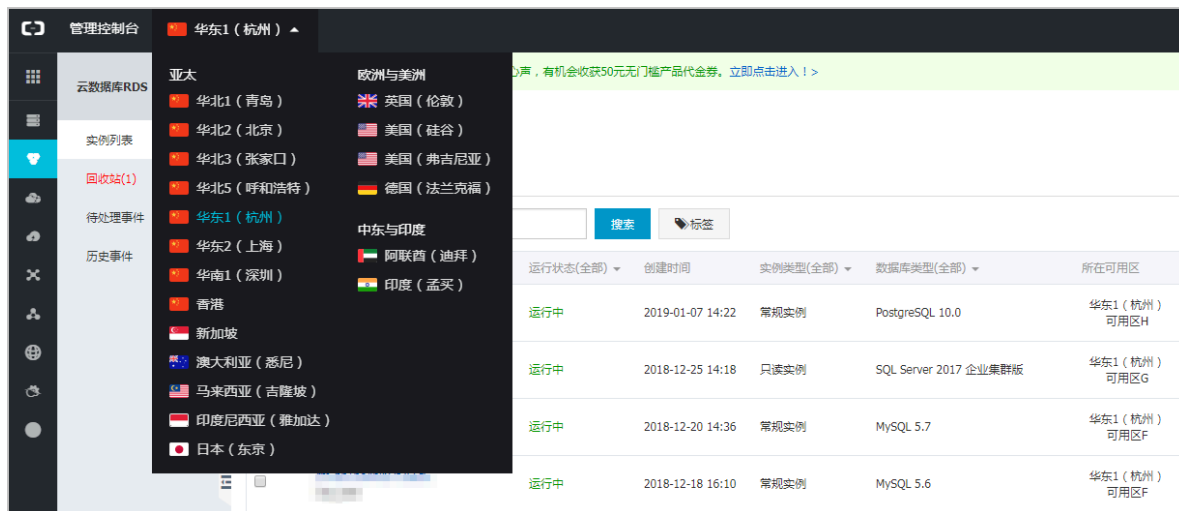 管理控制台
华东1 ( 杭州 )
云数据库RDS
实例列表
回收站(1)
待处理事件
历史事件
亚太
华北1 ( 青岛 )
华北2 ( 北京 )
华北3 ( 张家口 )
华北5 ( 呼和浩特 )
华东1 ( 杭州 )
华东2 ( 上海 )
华南1 ( 深圳 )
香港
新加坡
澳大利亚 ( 悉尼 )
马来西亚 ( 吉隆坡 )
印度尼西亚 ( 雅加达 )
日本 ( 东京 )
欧洲与美洲
英国 ( 伦敦 )
美国 ( 硅谷 )
美国 ( 弗吉尼亚 )
德国 ( 法兰克福 )
中东与印度
阿联酋 ( 迪拜 )
印度 ( 孟买 )
心声，有机会收获50元无门槛产品代金券。立即点击进入！>
搜索
标签
运行状态(全部) 创建时间 实例类型(全部) 数据库类型(全部) 所在可用区
运行中 2019-01-07 14:22 常规实例 PostgreSQL 10.0 华东1 ( 杭州 )
可用区H
运行中 2018-12-25 14:18 只读实例 SQL Server 2017 企业集群版 华东1 ( 杭州 )
可用区G
运行中 2018-12-20 14:36 常规实例 MySQL 5.7 华东1 ( 杭州 )
可用区F
运行中 2018-12-18 16:10 常规实例 MySQL 5.6 华东1 ( 杭州 )
可用区F